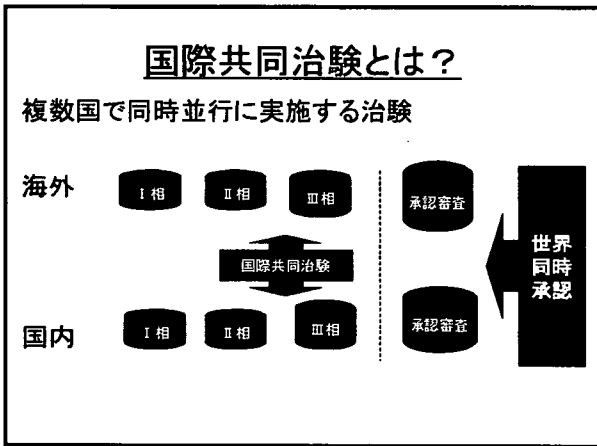 国際共同治験とは?
複数国で同時並行に実施する治験
海外
Ⅰ相
Ⅱ相
Ⅲ相
承認審査
国際共同治験
世界
同時
承認
国内
Ⅰ相
Ⅱ相
Ⅲ相
承認審査